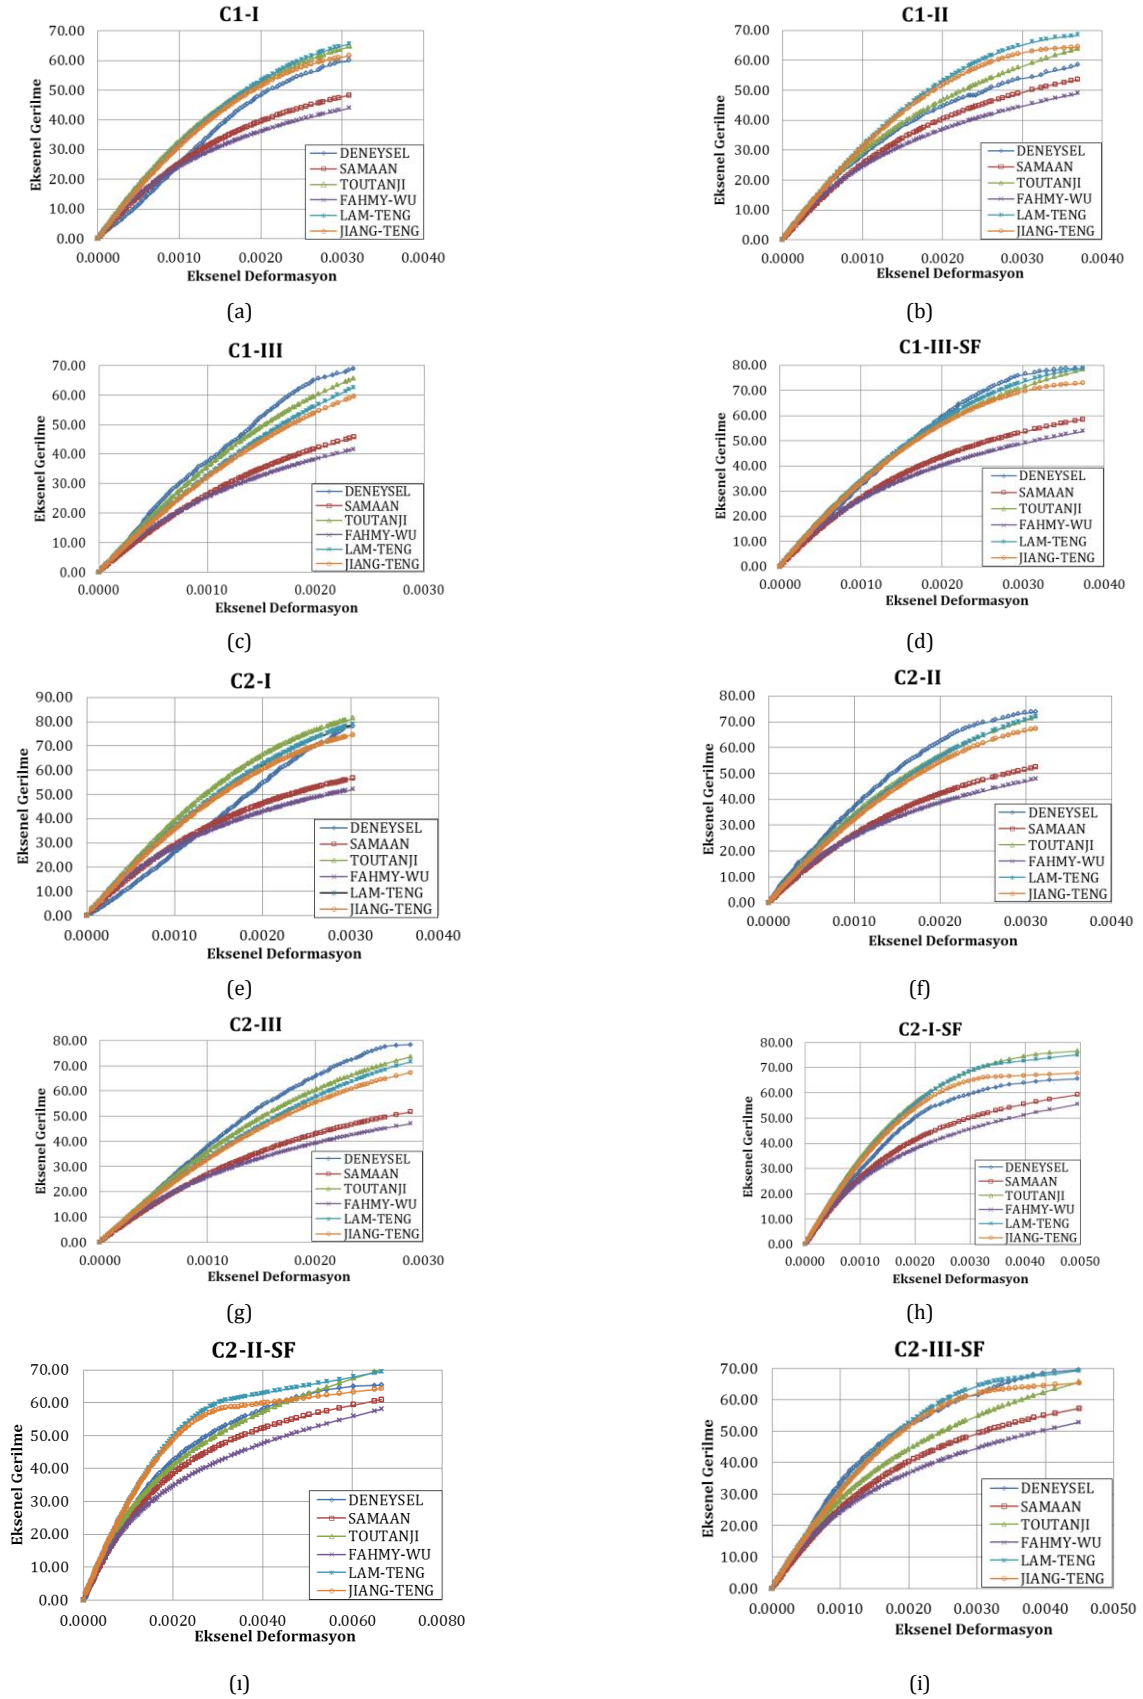 C1-I
70.00
60.00
50.00
40.00
30.00
20.00
10.00
0.00
Eksenel Gerilme
DENEYSEL
SAMAAN
TOUTANJI
FAHMY-WU
LAM-TENG
JIANG-TENG
0.0000 0.0010 0.0020 0.0030 0.0040
Eksenel Deformasyon
(a)
C1-II
70.00
60.00
50.00
40.00
30.00
20.00
10.00
0.00
Eksenel Gerilme
DENEYSEL
SAMAAN
TOUTANJI
FAHMY-WU
LAM-TENG
JIANG-TENG
0.0000 0.0010 0.0020 0.0030 0.0040
Eksenel Deformasyon
(b)
C1-III
70.00
60.00
50.00
40.00
30.00
20.00
10.00
0.00
Eksenel Gerilme
DENEYSEL
SAMAAN
TOUTANJI
FAHMY-WU
LAM-TENG
JIANG-TENG
0.0000 0.0010 0.0020 0.0030
Eksenel Deformasyon
(c)
C1-III-SF
80.00
70.00
60.00
50.00
40.00
30.00
20.00
10.00
0.00
Eksenel Gerilme
DENEYSEL
SAMAAN
TOUTANJI
FAHMY-WU
LAM-TENG
JIANG-TENG
0.0000 0.0010 0.0020 0.0030 0.0040
Eksenel Deformasyon
(d)
C2-I
90.00
80.00
70.00
60.00
50.00
40.00
30.00
20.00
10.00
0.00
Eksenel Gerilme
DENEYSEL
SAMAAN
TOUTANJI
FAHMY-WU
LAM-TENG
JIANG-TENG
0.0000 0.0010 0.0020 0.0030 0.0040
Eksenel Deformasyon
(e)
C2-II
80.00
70.00
60.00
50.00
40.00
30.00
20.00
10.00
0.00
Eksenel Gerilme
DENEYSEL
SAMAAN
TOUTANJI
FAHMY-WU
LAM-TENG
JIANG-TENG
0.0000 0.0010 0.0020 0.0030 0.0040
Eksenel Deformasyon
(f)
C2-III
80.00
70.00
60.00
50.00
40.00
30.00
20.00
10.00
0.00
Eksenel Gerilme
DENEYSEL
SAMAAN
TOUTANJI
FAHMY-WU
LAM-TENG
JIANG-TENG
0.0000 0.0010 0.0020 0.0030
Eksenel Deformasyon
(g)
C2-I-SF
80.00
70.00
60.00
50.00
40.00
30.00
20.00
10.00
0.00
Eksenel Gerilme
DENEYSEL
SAMAAN
TOUTANJI
FAHMY-WU
LAM-TENG
JIANG-TENG
0.0000 0.0010 0.0020 0.0030 0.0040 0.0050
Eksenel Deformasyon
(h)
C2-II-SF
70.00
60.00
50.00
40.00
30.00
20.00
10.00
0.00
Eksenel Gerilme
DENEYSEL
SAMAAN
TOUTANJI
FAHMY-WU
LAM-TENG
JIANG-TENG
0.0000 0.0020 0.0040 0.0060 0.0080
Eksenel Deformasyon
(ı)
C2-III-SF
70.00
60.00
50.00
40.00
30.00
20.00
10.00
0.00
Eksenel Gerilme
DENEYSEL
SAMAAN
TOUTANJI
FAHMY-WU
LAM-TENG
JIANG-TENG
0.0000 0.0010 0.0020 0.0030 0.0040 0.0050
Eksenel Deformasyon
(i)